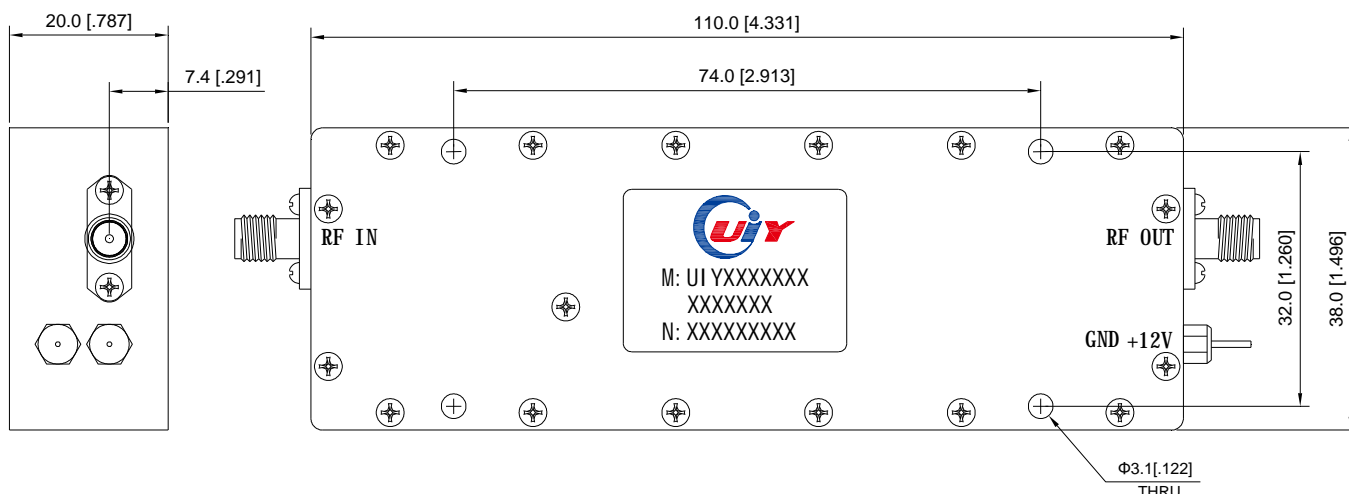 20.0 [.787]
7.4 [.291]
110.0 [4.331]
74.0 [2.913]
RF IN
UiY
M: UIYXXXXXXX
XXXXXXX
N: XXXXXXXXX
RF OUT
GND +12V
32.0 [1.260]
38.0 [1.496]
Φ3.1[.122]
THRU